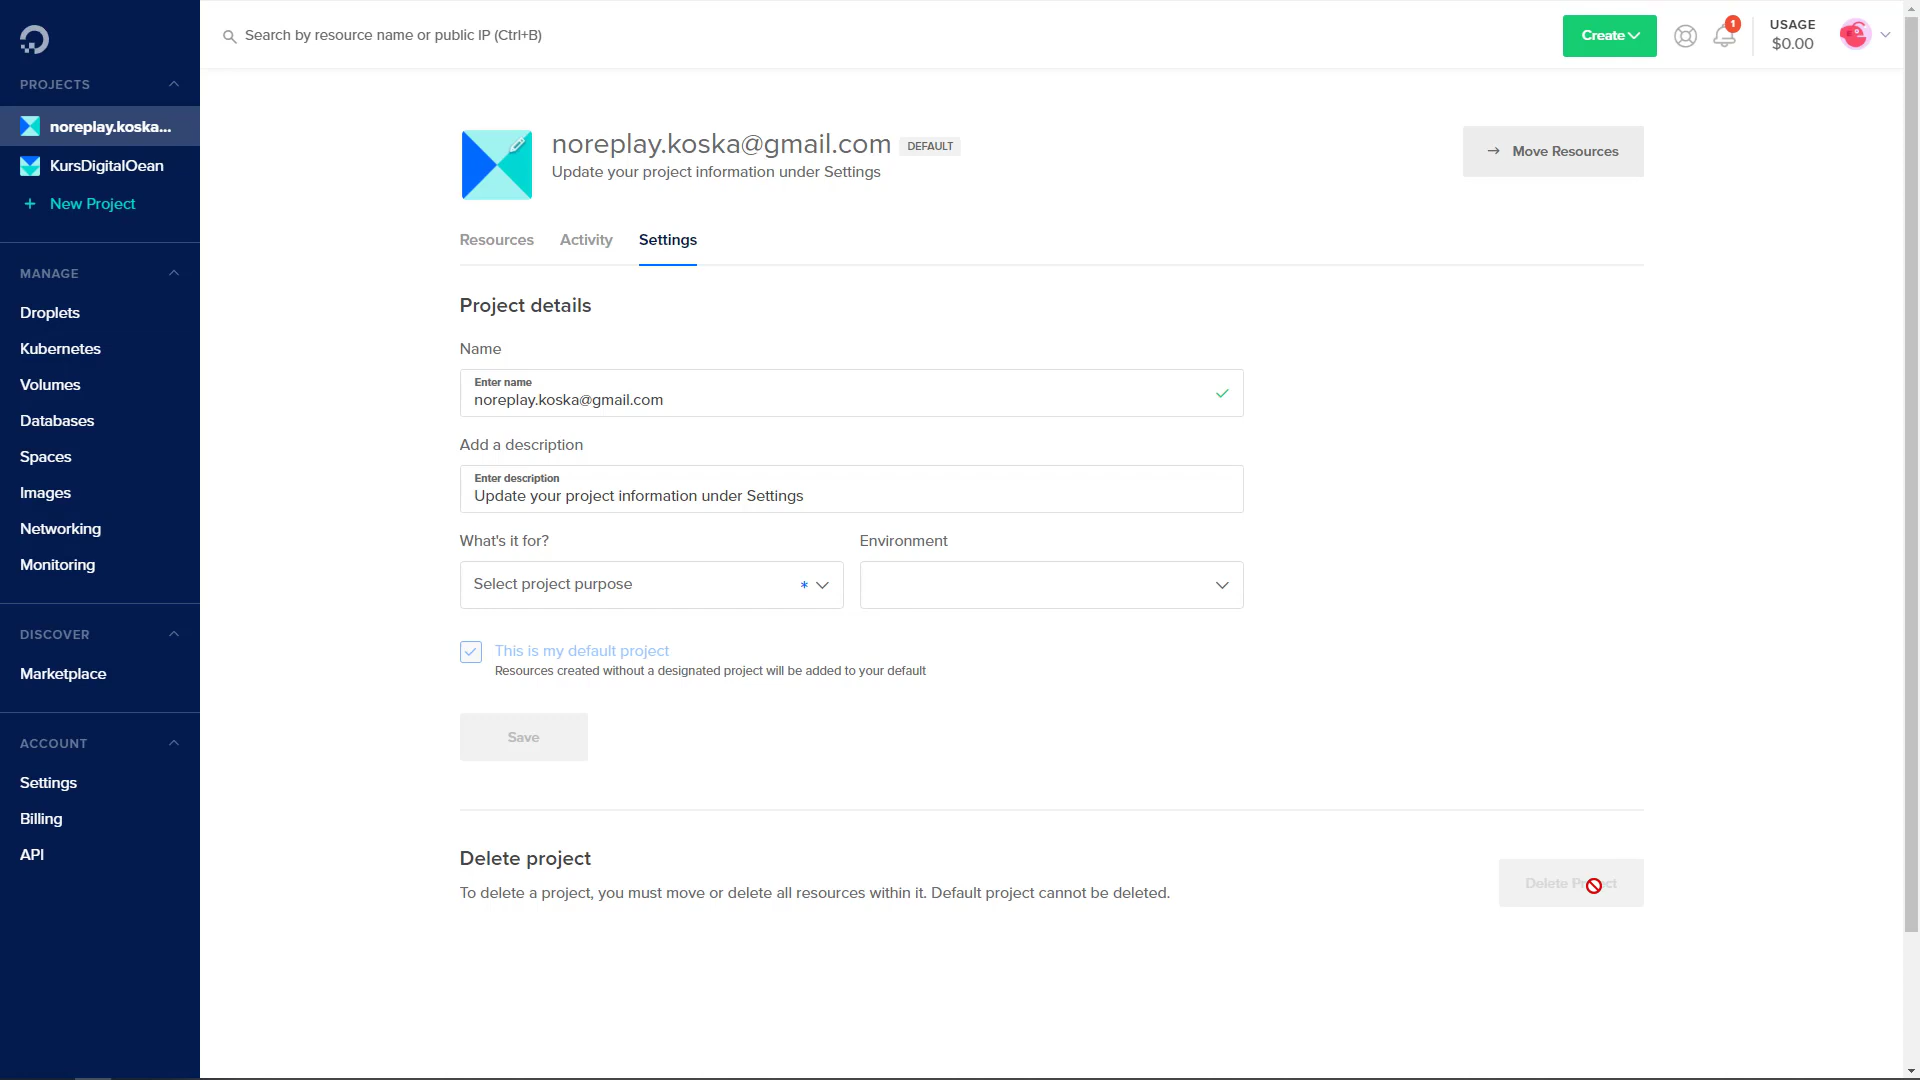 Search by resource name or public IP (Ctrl+B)
Create
1
USAGE
$0.00
PROJECTS
noreplay.koska...
KursDigitalOean
+ New Project
MANAGE
Droplets
Kubernetes
Volumes
Databases
Spaces
Images
Networking
Monitoring
DISCOVER
Marketplace
ACCOUNT
Settings
Billing
API
noreplay.koska@gmail.com DEFAULT
Update your project information under Settings
→ Move Resources
Resources Activity Settings
Project details
Name
Enter name
noreplay.koska@gmail.com
Add a description
Enter description
Update your project information under Settings
What's it for? Environment
Select project purpose *
This is my default project
Resources created without a designated project will be added to your default
Save
Delete project
To delete a project, you must move or delete all resources within it. Default project cannot be deleted.
Delete